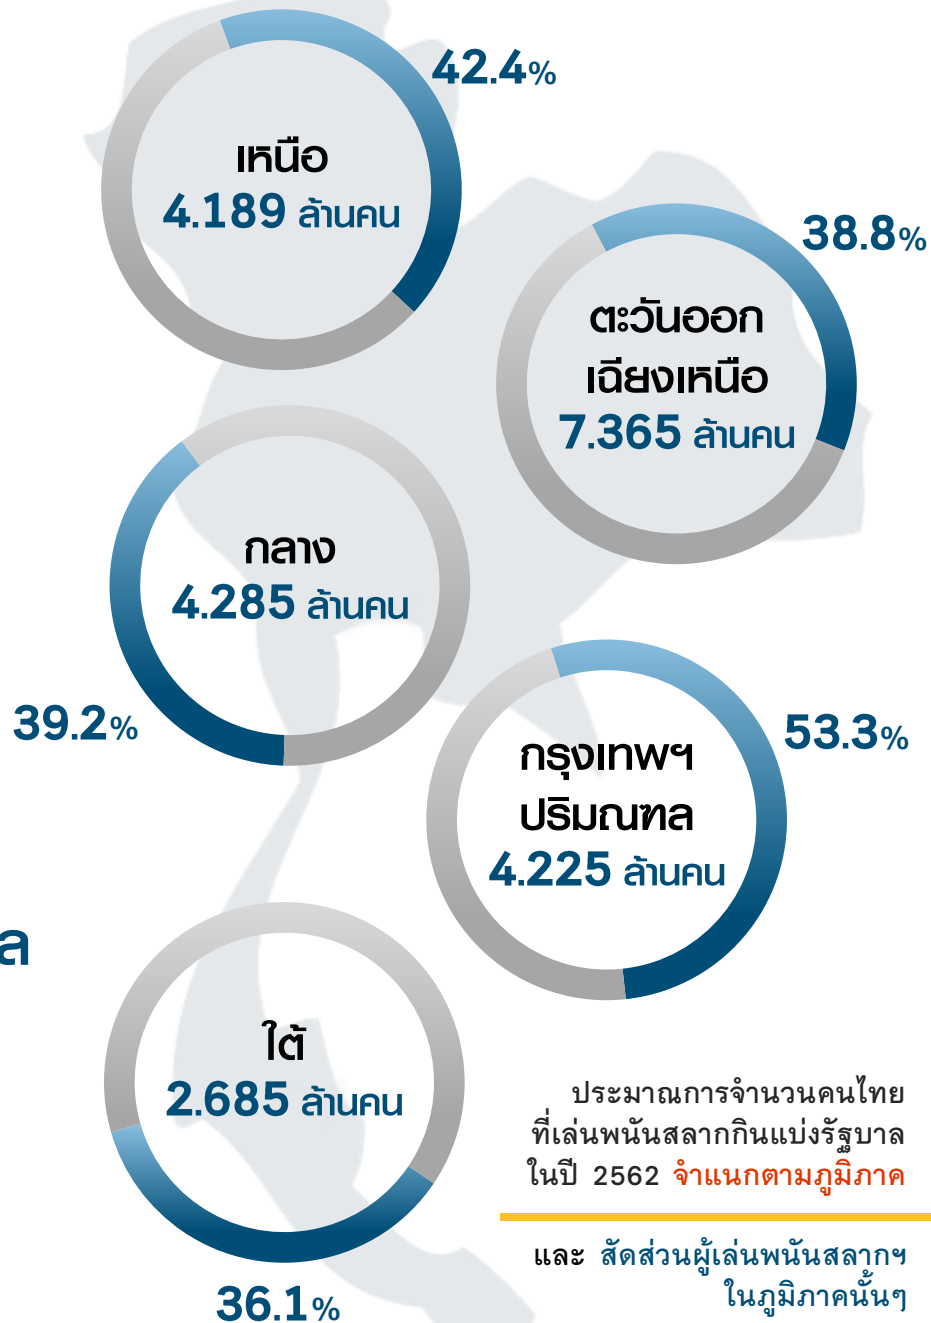 42.4%
เหนือ
4.189 ล้านคน
38.8%
ตะวันออก
เฉียงเหนือ
7.365 ล้านคน
กลาง
4.285 ล้านคน
39.2%
53.3%
กรุงเทพฯ
ปริมณฑล
4.225 ล้านคน
ล
ใต้
2.685 ล้านคน
36.1%
ประมาณการจำนวนคนไทย
ที่เล่นพนันสลากกินแบ่งรัฐบาล
ในปี 2562 จำแนกตามภูมิภาค
และ สัดส่วนผู้เล่นพนันสลากฯ
ในภูมิภาคนั้นๆ